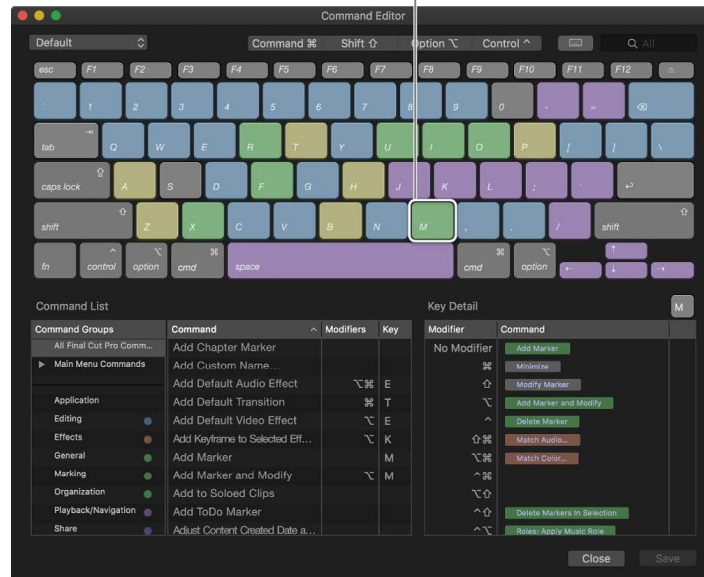 Command Editor
Default Command ⌘ Shift ⇧ Option ⌥ Control ^ All
esc F1 F2 F3 F4 F5 F6 F7 F8 F9 F10 F11 F12
` 1 2 3 4 5 6 7 8 9 0 - =
tab Q W E R T Y U I O P [ ] \
caps lock A S D F G H J K L ; '
shift Z X C V B N M , . / shift
fn control option cmd space cmd option
Command List
Command Groups Command Modifiers Key
All Final Cut Pro Comm... Add Chapter Marker
Main Menu Commands Add Custom Name...
Add Default Audio Effect ⌥⌘ E
Application Add Default Transition ⌘ T
Editing Add Default Video Effect ⌥ E
Effects Add Keyframe to Selected Eff... ⌥ K
General Add Marker M
Marking Add Marker and Modify ⌥ M
Organization Add to Soloed Clips
Playback/Navigation Add ToDo Marker
Share Adjust Content Created Date a...
Key Detail M
Modifier Command
No Modifier Add Marker
⌘ Minimize
⇧ Modify Marker
⌥ Add Marker and Modify
^ Delete Marker
⇧⌘ Match Audio...
⌥⌘ Match Color...
^⌘
⌥⇧
^⇧ Delete Markers In Selection
^⌥ Roles: Apply Music Role
Close Save